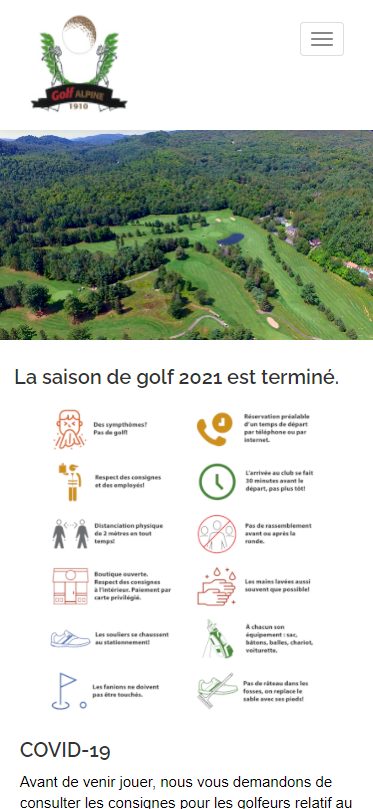 Golf ALPINE
1910
La saison de golf 2021 est terminé.
Des sympthômes?
Pas de golf!
Réservation préalable
d'un temps de départ
par téléphone ou par
internet.
Respect des consignes
et des employés!
L'arrivée au club se fait
30 minutes avant le
départ, pas plus tôt!
Distanciation physique
de 2 mètres en tout
temps!
Pas de rassemblement
avant ou après la
ronde.
Boutique ouverte.
Respect des consignes
à l'intérieur. Paiement par
carte privilégié.
Les mains lavées aussi
souvent que possible!
Les souliers se chaussent
au stationnement!
À chacun son
équipement : sac,
bâtons, balles, chariot,
voiturette.
Les fanions ne doivent
pas être touchés.
Pas de râteau dans les
fosses, on replace le
sable avec ses pieds!
COVID-19
Avant de venir jouer, nous vous demandons de
consulter les consignes pour les golfeurs relatif au